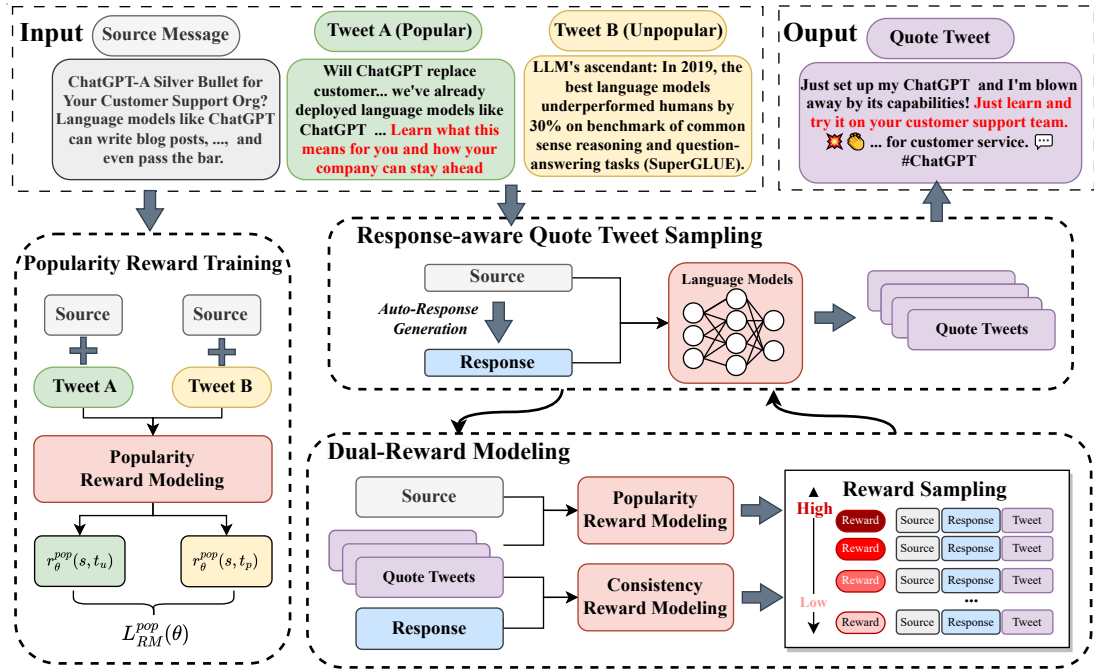 Input
Source Message
ChatGPT-A Silver Bullet for
Your Customer Support Org?
Language models like ChatGPT
can write blog posts, ..., and
even pass the bar.
Tweet A (Popular)
Will ChatGPT replace
customer... we've already
deployed language models like
ChatGPT ... Learn what this
means for you and how your
company can stay ahead
Tweet B (Unpopular)
LLM's ascendant: In 2019, the
best language models
underperformed humans by
30% on benchmark of common
sense reasoning and question-
answering tasks (SuperGLUE).
Ouput
Quote Tweet
Just set up my ChatGPT and I'm blown
away by its capabilities! Just learn and
try it on your customer support team.
💥 👏 ... for customer service. 💬
#ChatGPT
Popularity Reward Training
Source
Source
Tweet A
Tweet B
Popularity
Reward Modeling
r_θ^{pop}(s, t_u)
r_θ^{pop}(s, t_p)
L_{RM}^{pop}(θ)
Response-aware Quote Tweet Sampling
Source
Auto-Response
Generation
Response
Language Models
Quote Tweets
Dual-Reward Modeling
Source
Quote Tweets
Response
Popularity
Reward Modeling
Consistency
Reward Modeling
Reward Sampling
High
Low
Reward Source Response Tweet
Reward Source Response Tweet
Reward Source Response Tweet
...
Reward Source Response Tweet